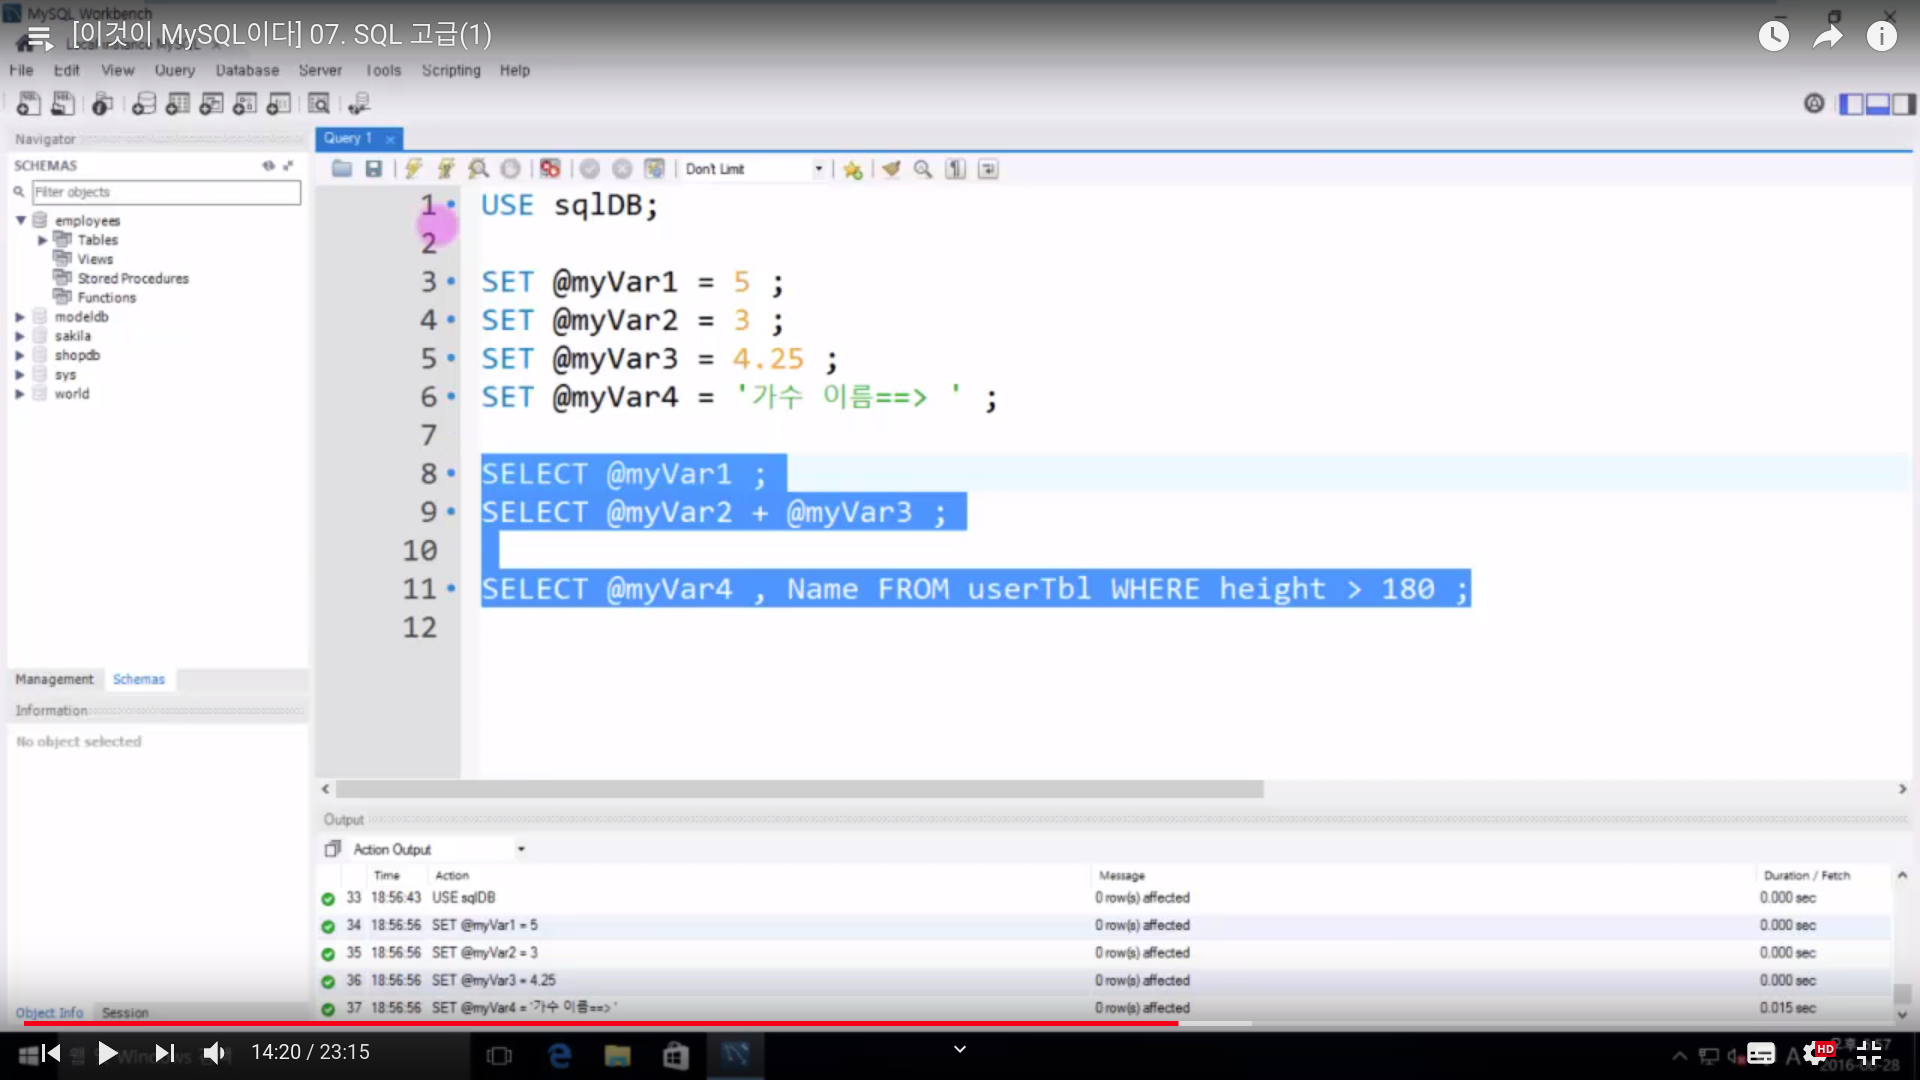 MySQL Workbench
[이것이 MySQL이다] 07. SQL 고급(1)
File Edit View Query Database Server Tools Scripting Help
Navigator
Query 1
SCHEMAS
Don't Limit
Filter objects
employees
Tables
Views
Stored Procedures
Functions
modeldb
sakila
shopdb
sys
world
1 USE sqlDB;
2
3 SET @myVar1 = 5 ;
4 SET @myVar2 = 3 ;
5 SET @myVar3 = 4.25 ;
6 SET @myVar4 = '가수 이름==> ' ;
7
8 SELECT @myVar1 ;
9 SELECT @myVar2 + @myVar3 ;
10
11 SELECT @myVar4 , Name FROM userTbl WHERE height > 180 ;
12
Management Schemas
Information
No object selected
Output
Action Output
Time Action Message Duration / Fetch
33 18:56:43 USE sqlDB 0 row(s) affected 0.000 sec
34 18:56:56 SET @myVar1 = 5 0 row(s) affected 0.000 sec
35 18:56:56 SET @myVar2 = 3 0 row(s) affected 0.000 sec
36 18:56:56 SET @myVar3 = 4.25 0 row(s) affected 0.000 sec
37 18:56:56 SET @myVar4 = '가수 이름==> ' 0 row(s) affected 0.015 sec
Object Info Session
14:20 / 23:15
HD